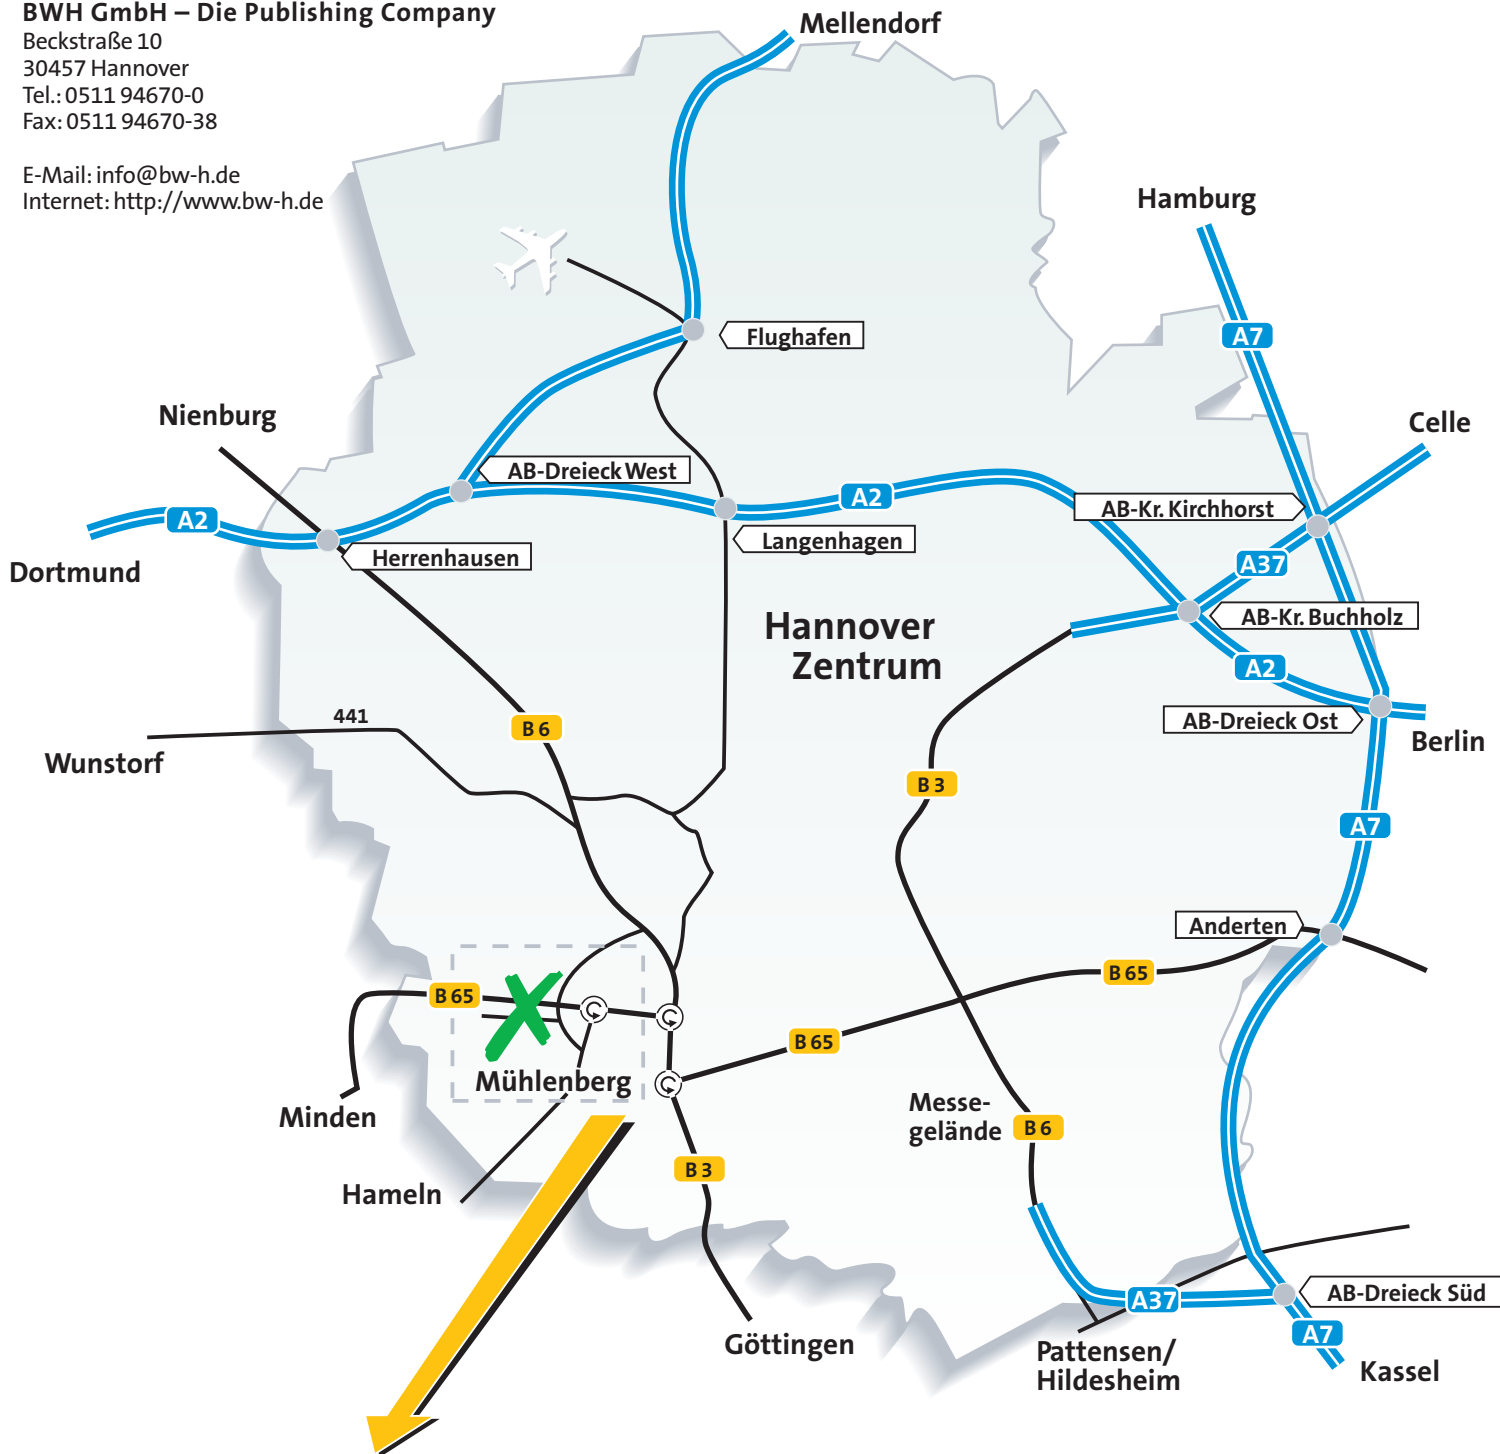 BWH GmbH – Die Publishing Company
Beckstraße 10
30457 Hannover
Tel.: 0511 94670-0
Fax: 0511 94670-38
E-Mail: info@bw-h.de
Internet: http://www.bw-h.de
Mellendorf
Hamburg
A7
Flughafen
Nienburg
Celle
AB-Dreieck West
A2
AB-Kr. Kirchhorst
A2
Langenhagen
Herrenhausen
A37
Dortmund
AB-Kr. Buchholz
Hannover
Zentrum
A2
441
B 6
AB-Dreieck Ost
Berlin
Wunstorf
B 3
A7
Anderten
B 65
B 65
B 65
Mühlenberg
Minden
Messe-
gelände
B 6
B 3
Hameln
AB-Dreieck Süd
A37
A7
Göttingen
Pattensen/
Hildesheim
Kassel